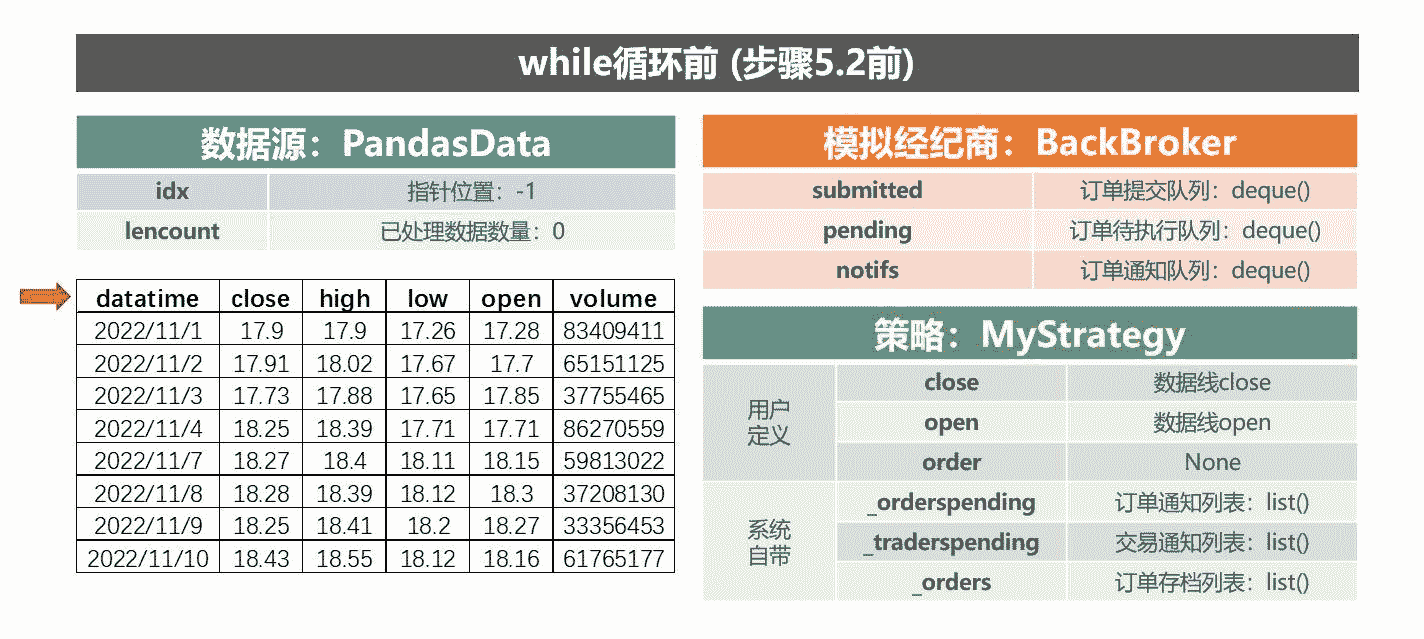 while循环前 (步骤5.2前)
数据源：PandasData
idx 指针位置：-1
lencount 已处理数据数量：0
datatime close high low open volume
2022/11/1 17.9 17.9 17.26 17.28 83409411
2022/11/2 17.91 18.02 17.67 17.7 65151125
2022/11/3 17.73 17.88 17.65 17.85 37755465
2022/11/4 18.25 18.39 17.71 17.71 86270559
2022/11/7 18.27 18.4 18.11 18.15 59813022
2022/11/8 18.28 18.39 18.12 18.3 37208130
2022/11/9 18.25 18.41 18.2 18.27 33356453
2022/11/10 18.43 18.55 18.12 18.16 61765177
模拟经纪商：BackBroker
submitted 订单提交队列：deque()
pending 订单待执行队列：deque()
notifs 订单通知队列：deque()
策略：MyStrategy
用户
定义
close 数据线close
open 数据线open
order None
系统
自带
_orderspending 订单通知列表：list()
_traderspending 交易通知列表：list()
_orders 订单存档列表：list()